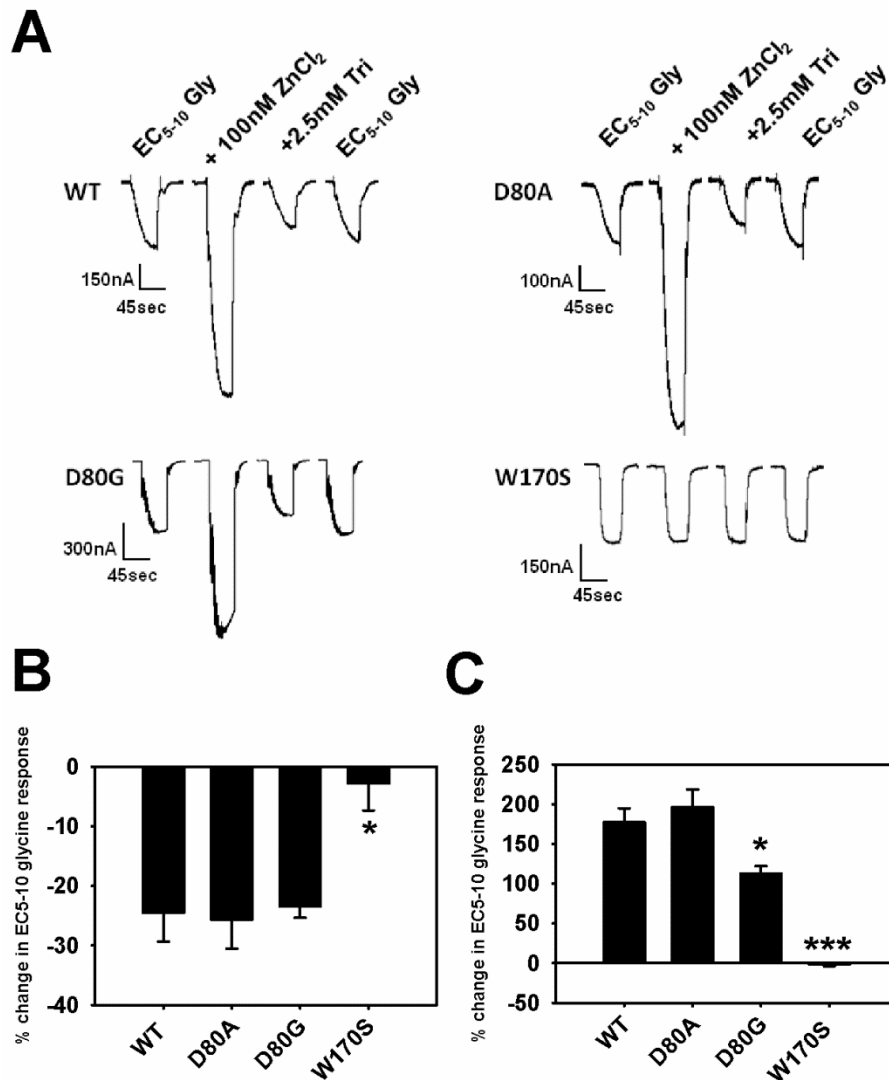 A
EC5-10 Gly
+ 100nM ZnCl2
+2.5mM Tri
EC5-10 Gly
WT
150nA
45sec
EC5-10 Gly
+ 100nM ZnCl2
+2.5mM Tri
EC5-10 Gly
D80A
100nA
45sec
D80G
300nA
45sec
W170S
150nA
45sec
B
% change in EC5-10 glycine response
0
-10
-20
-30
-40
*
WT
D80A
D80G
W170S
C
% change in EC5-10 glycine response
250
200
150
100
50
0
-50
*
***
WT
D80A
D80G
W170S